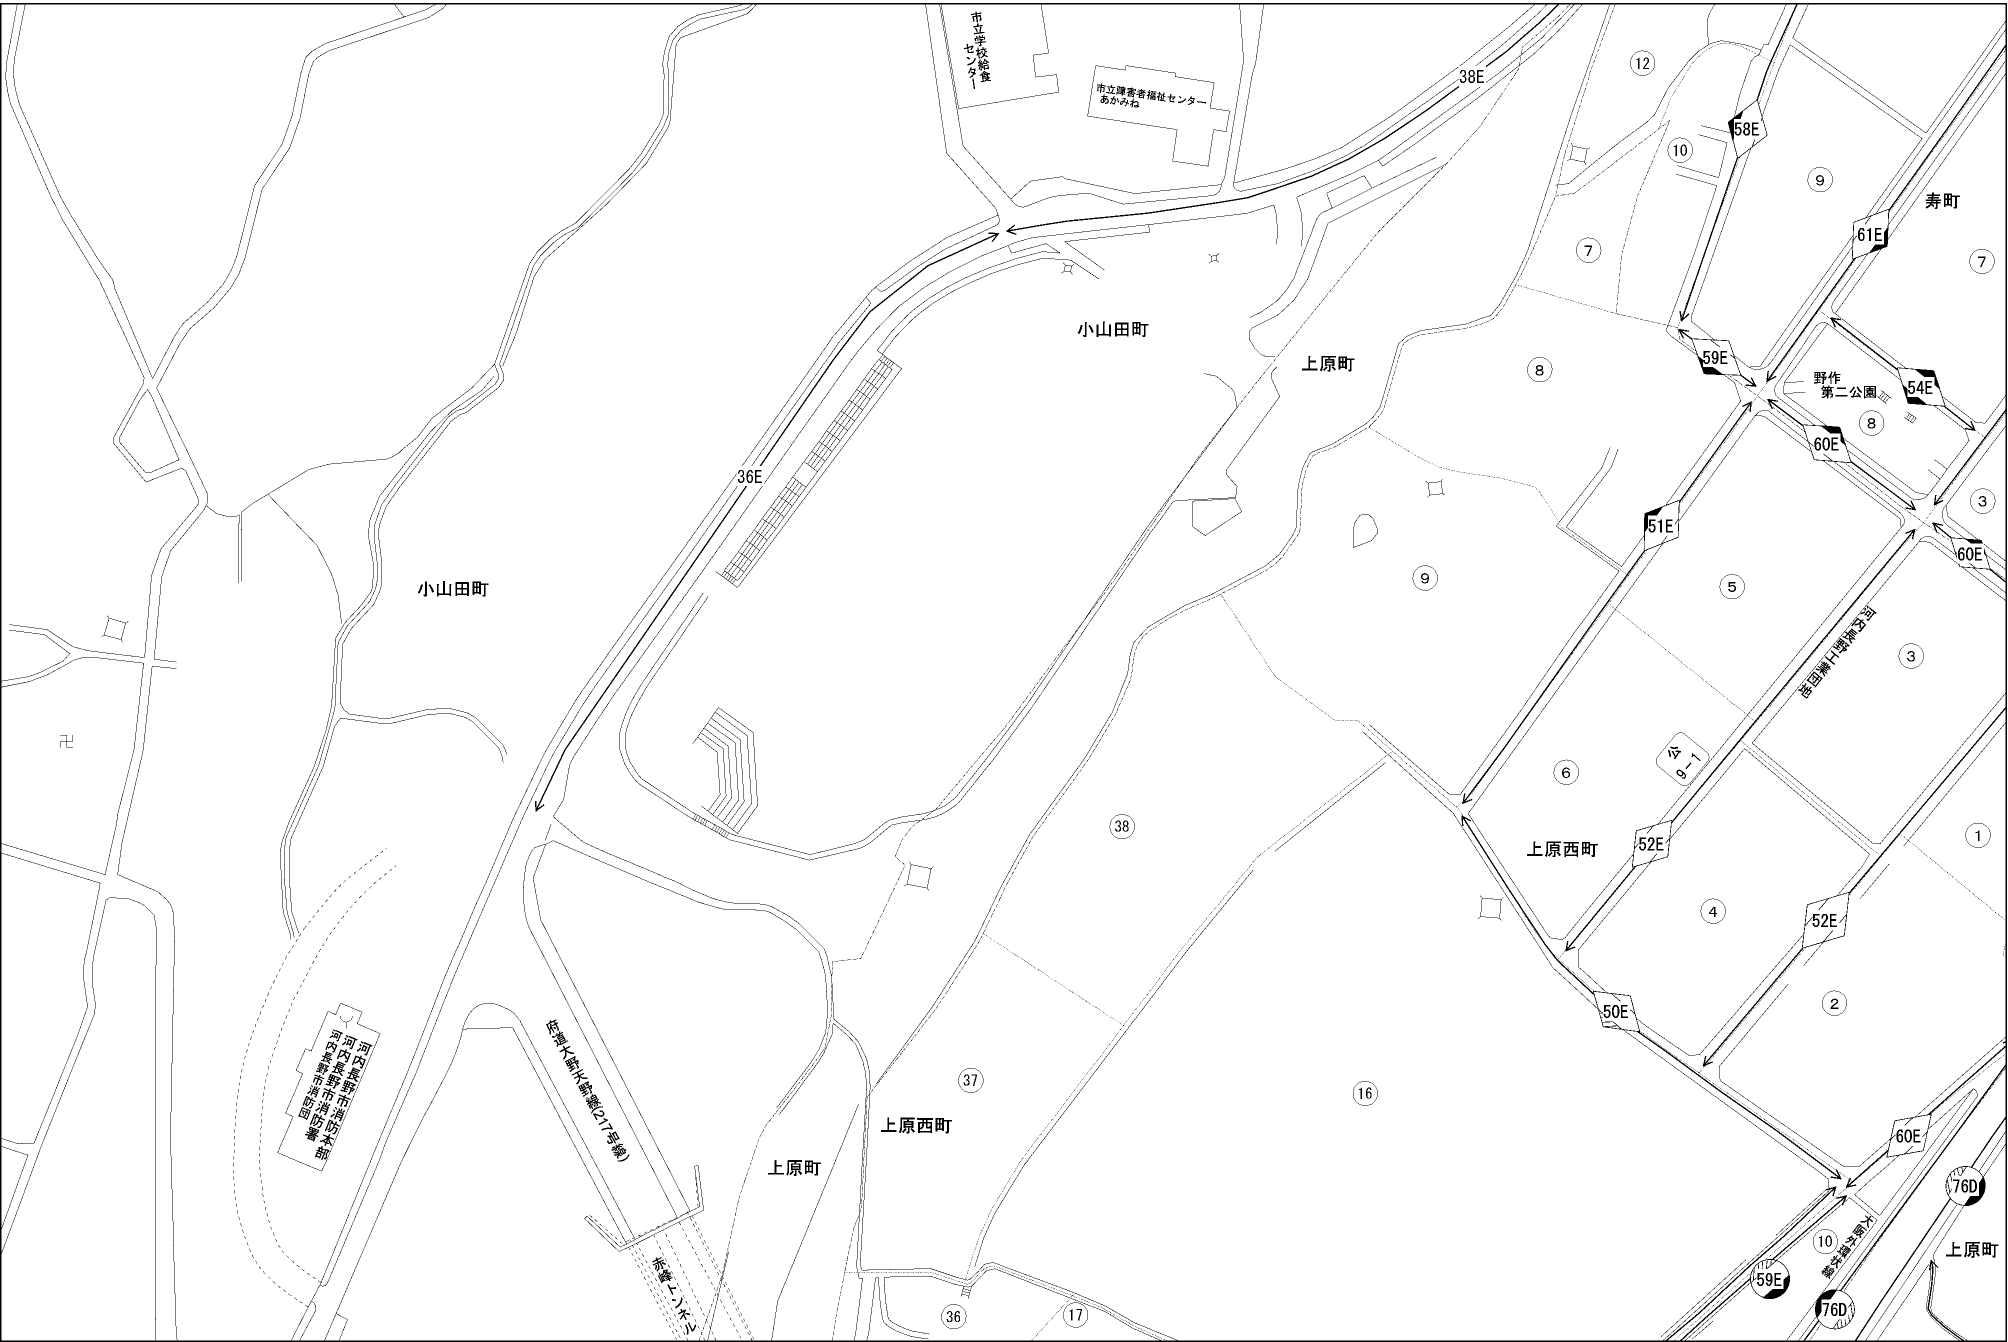 市立学校給食
センター
市立障害者福祉センター
あかみね
38E
12
58E
10
9
寿町
61E
7
7
小山田町
上原町
8
59E
野作
第二公園
54E
8
60E
36E
51E
3
60E
小山田町
9
5
河内長野工業団地
3
卍
公
9-1
6
38
上原西町
52E
1
4
52E
50E
2
河内長野市消防本部
河内長野市消防署
河内長野市消防団
府道大野天野線(217号線)
37
16
上原西町
60E
上原町
76D
大阪外環状線
10
上原町
赤峰トンネル
59E
76D
36
17